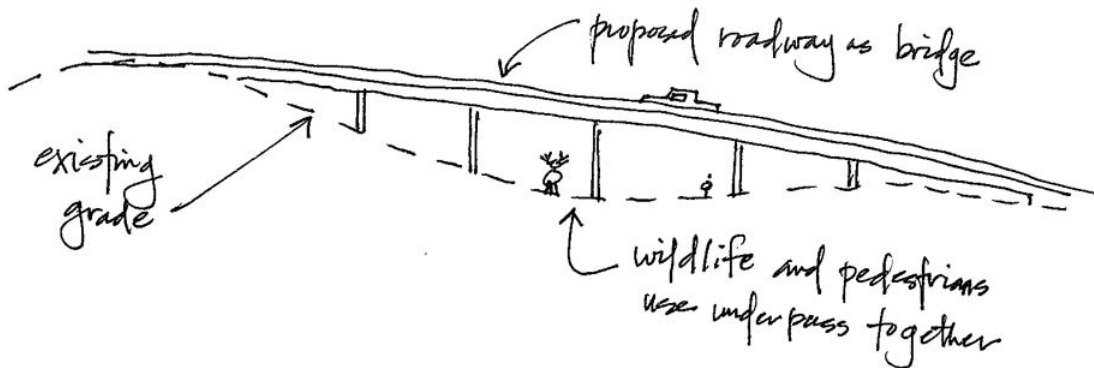 proposed roadway as bridge
existing
grade
wildlife and pedestrians
use underpass together